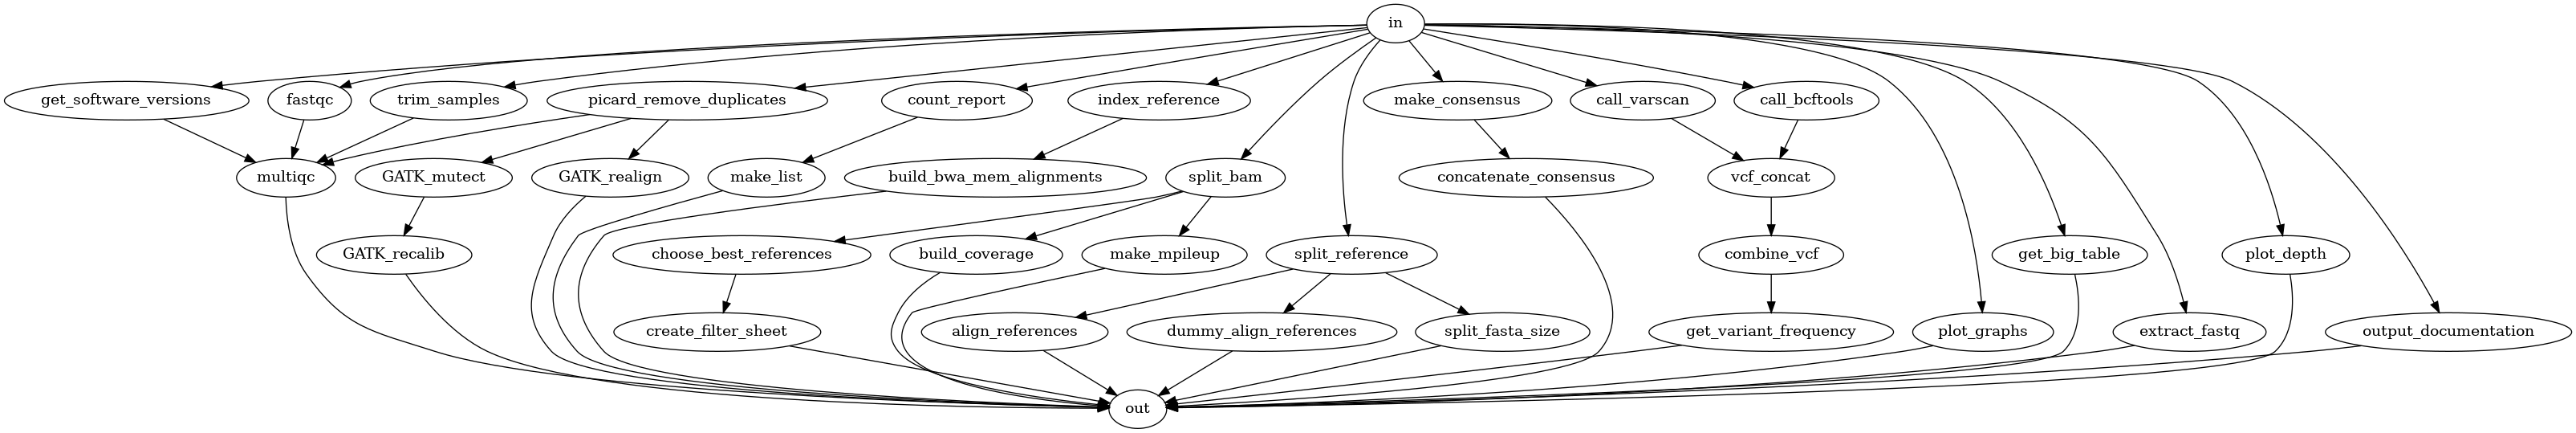 in
get_software_versions
fastqc
trim_samples
picard_remove_duplicates
count_report
index_reference
make_consensus
call_varscan
call_bcftools
multiqc
GATK_mutect
GATK_realign
make_list
build_bwa_mem_alignments
split_bam
concatenate_consensus
vcf_concat
GATK_recalib
choose_best_references
build_coverage
make_mpileup
split_reference
combine_vcf
get_big_table
plot_depth
create_filter_sheet
align_references
dummy_align_references
split_fasta_size
get_variant_frequency
plot_graphs
extract_fastq
output_documentation
out